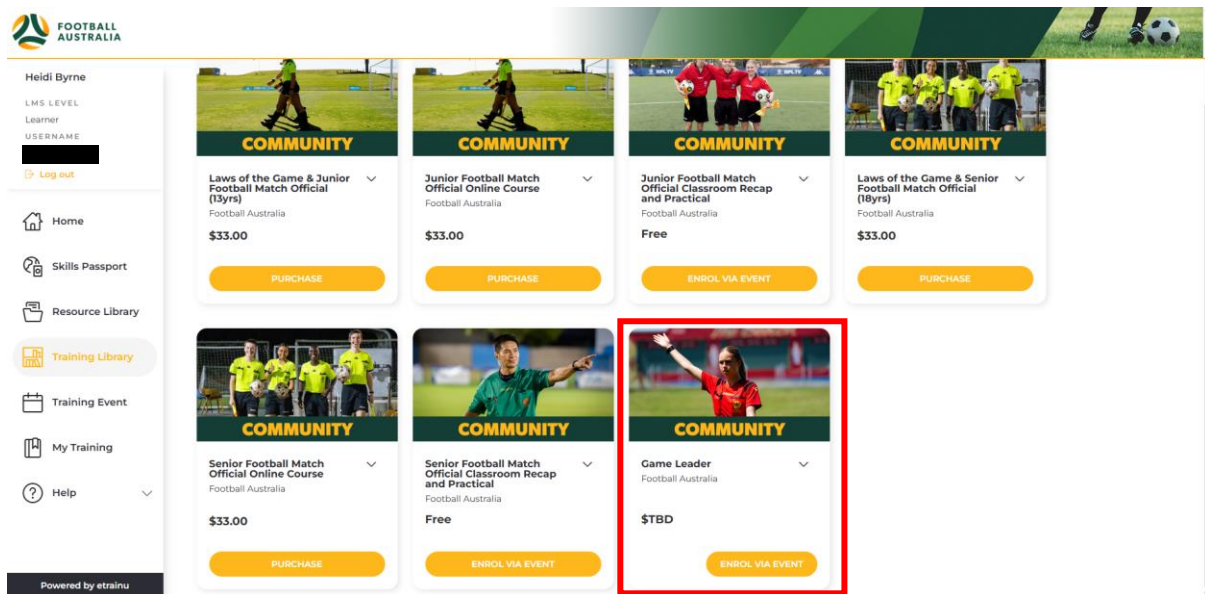 FOOTBALL
AUSTRALIA
Heidi Byrne
LMS LEVEL
Learner
USERNAME
Log out
Home
Skills Passport
Resource Library
Training Library
Training Event
My Training
Help
Powered by etrainu
COMMUNITY
Laws of the Game & Junior
Football Match Official
(13yrs)
Football Australia
$33.00
PURCHASE
COMMUNITY
Junior Football Match
Official Online Course
Football Australia
$33.00
PURCHASE
COMMUNITY
Junior Football Match
Official Classroom Recap
and Practical
Football Australia
Free
ENROL VIA EVENT
COMMUNITY
Laws of the Game & Senior
Football Match Official
(18yrs)
Football Australia
$33.00
PURCHASE
COMMUNITY
Senior Football Match
Official Online Course
Football Australia
$33.00
PURCHASE
COMMUNITY
Senior Football Match
Official Classroom Recap
and Practical
Football Australia
Free
ENROL VIA EVENT
COMMUNITY
Game Leader
Football Australia
$TBD
ENROL VIA EVENT